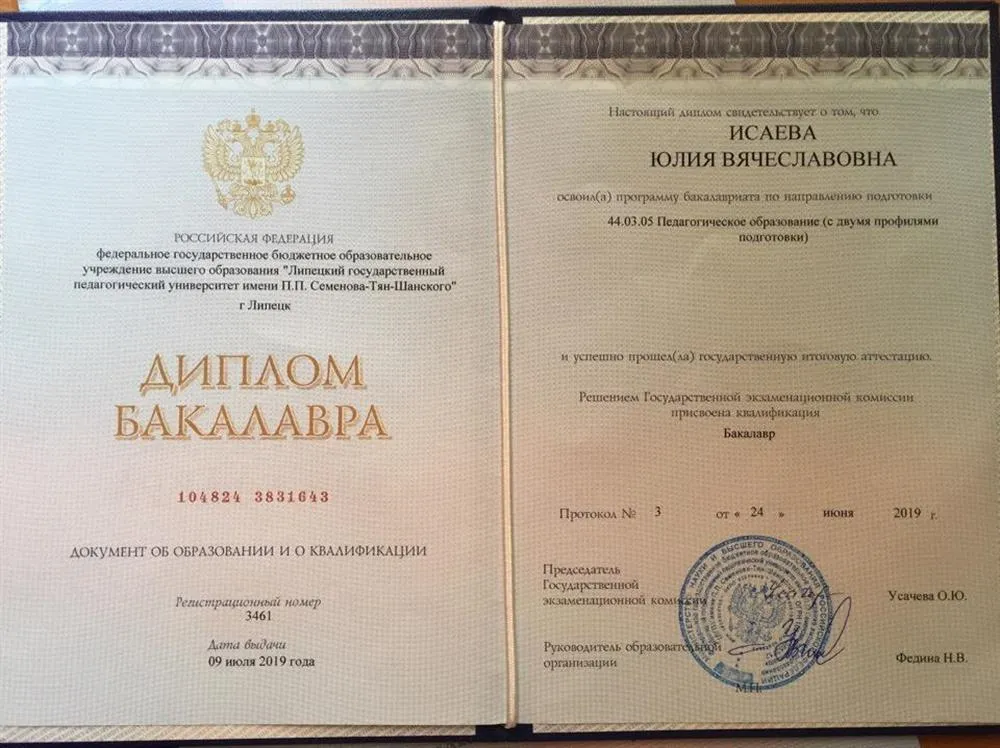 РОССИЙСКАЯ ФЕДЕРАЦИЯ
федеральное государственное бюджетное образовательное
учреждение высшего образования "Липецкий государственный
педагогический университет имени П.П. Семенова-Тян-Шанского"
г Липецк
ДИПЛОМ
БАКАЛАВРА
104824 3831643
ДОКУМЕНТ ОБ ОБРАЗОВАНИИ И О КВАЛИФИКАЦИИ
Регистрационный номер
3461
Дата выдачи
09 июля 2019 года
Настоящий диплом свидетельствует о том, что
ИСАЕВА
ЮЛИЯ ВЯЧЕСЛАВОВНА
освоил(а) программу бакалавриата по направлению подготовки
44.03.05 Педагогическое образование (с двумя профилями
подготовки)
и успешно прошел(ла) государственную итоговую аттестацию.
Решением Государственной экзаменационной комиссии
присвоена квалификация
Бакалавр
Протокол № 3 от « 24 » июня 2019 г.
Председатель
Государственной
экзаменационной комиссии
Усачева О.Ю.
Руководитель образовательной
организации
Федина Н.В.
М.П.